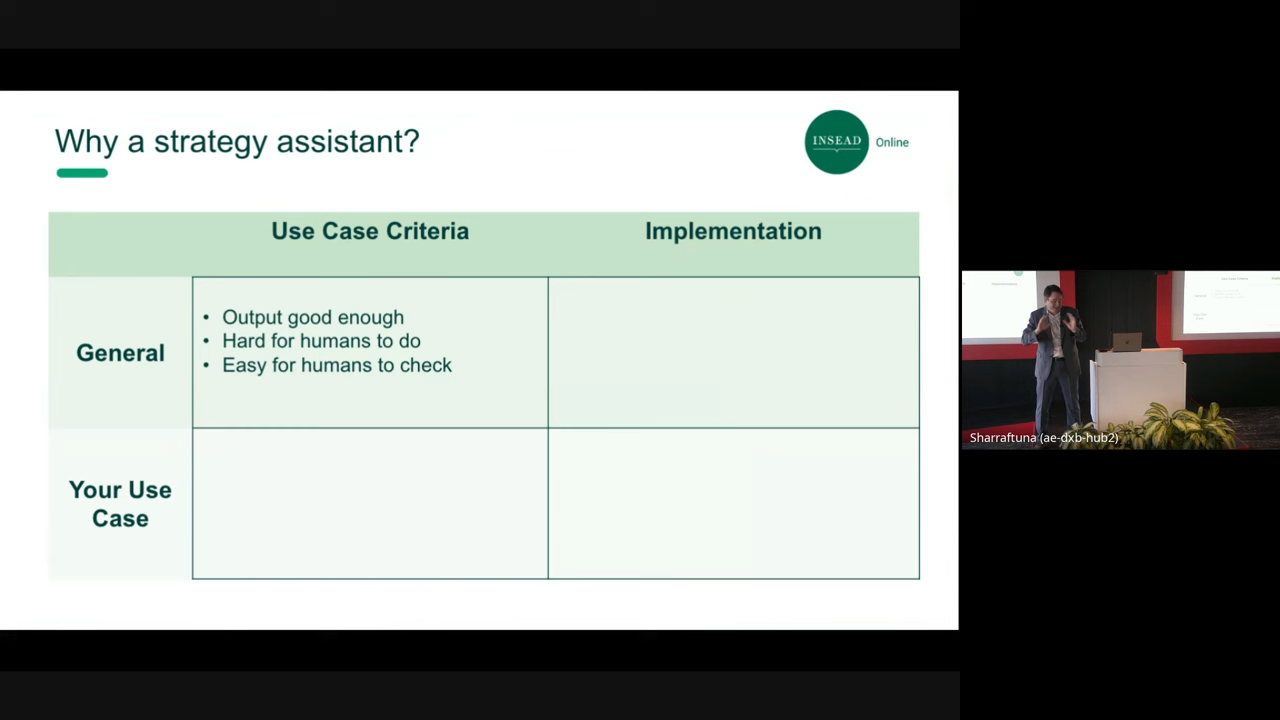 Why a strategy assistant?
INSEAD
Online
Use Case Criteria
Implementation
General
• Output good enough
• Hard for humans to do
• Easy for humans to check
Your Use
Case
Sharraftuna (ae-dxb-hub2)